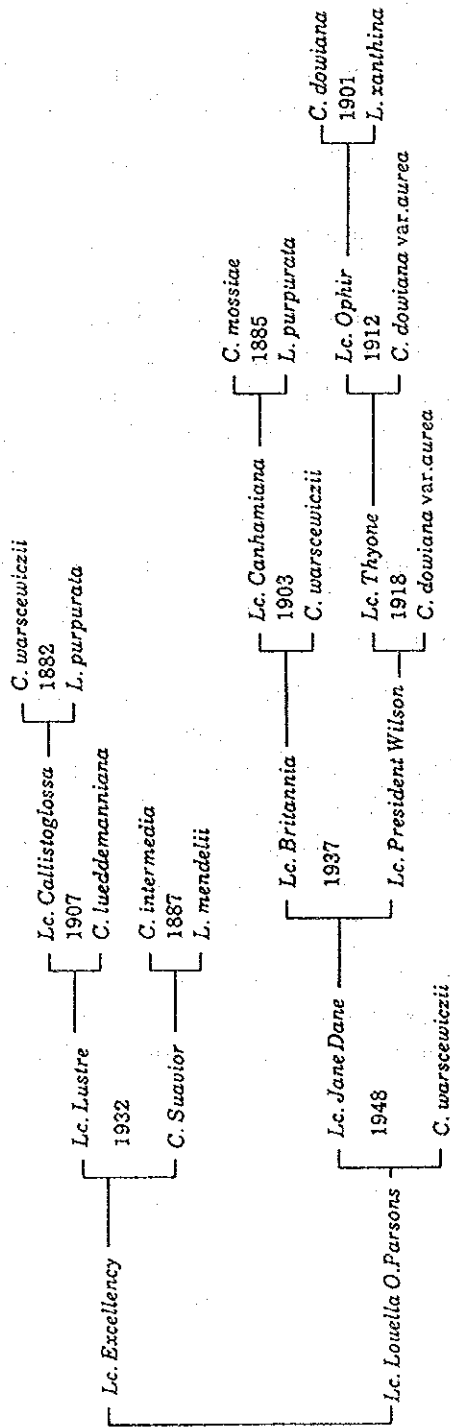 Lc. Excellency
Lc. Lustre
1932
C. Suavior
Lc. Callistoglossa
1907
C. lueddemanniana
C. warscewiczii
1882
L. purpurata
C. intermedia
1887
L. mendelii
Lc. Louella O.Parsons
Lc. Jane Dane
1948
C. warscewiczii
Lc. Britannia
1937
Lc. President Wilson
Lc. Canhamiana
1903
C. warscewiczii
C. mossiae
1885
L. purpurata
Lc. Thyone
1918
C. dowiana var.aurea
Lc. Ophir
1912
C. dowiana var.aurea
C. dowiana
1901
L. xanthina